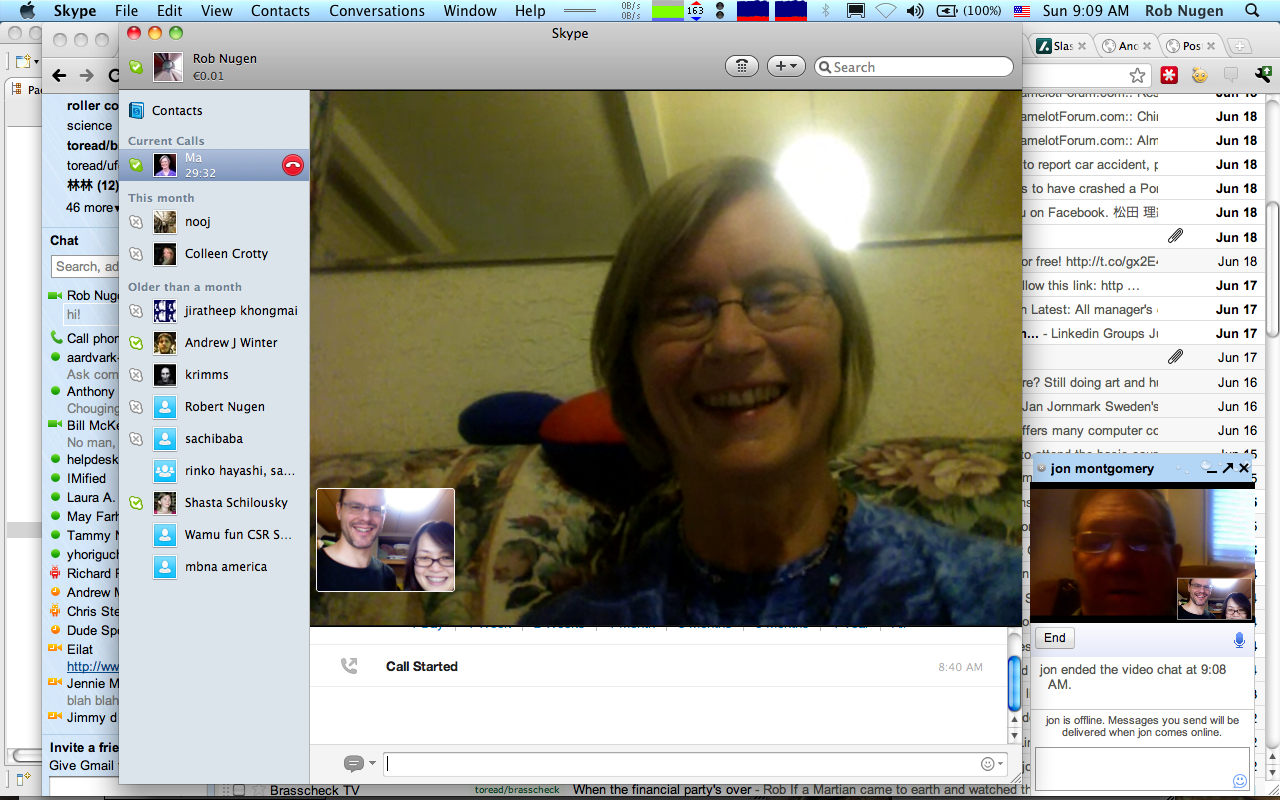 Skype File Edit View Contacts Conversations Window Help 0B/s 0B/s 163 (100%) Sun 9:09 AM Rob Nugen
Skype
Rob Nugen
€0.01
Search
Contacts
Current Calls
Ma
29:32
This month
nooj
Colleen Crotty
Older than a month
jiratheep khongmai
Andrew J Winter
krimms
Robert Nugen
sachibaba
rinko hayashi, sa...
Shasta Schilousky
Wamu fun CSR S...
mbna america
Call Started 8:40 AM
roller co
science
toread/b
toread/uf
林林 (12)
46 more▾
Chat
Search, ad
Rob Nuge
hi!
Call phon
aardvark-
Ask com
Anthony
Chouging
Bill McKe
No man,
helpdesk
IMified
Laura A.
May Farh
Tammy N
yhoriguch
Richard F
Andrew M
Chris Ste
Dude Spe
Eilat
http://ww
Jennie M
blah blah
Jimmy d
Invite a frie
Give Gmail
Slas
Anc
Pos
amelotForum.com:: Chi Jun 18
amelotForum.com:: Alm Jun 18
to report car accident, p Jun 18
s to have crashed a Por Jun 18
u on Facebook. 松田 理 Jun 18
Jun 18
or free! http://t.co/gx2E Jun 18
llow this link: http ... Jun 17
n Latest: All manager's Jun 17
n... - Linkedin Groups Ju Jun 17
Jun 17
re? Still doing art and hu Jun 16
Jan Jornmark Sweden's Jun 16
ffers many computer co Jun 16
jon montgomery
End
jon ended the video chat at 9:08
AM.
jon is offline. Messages you send will be
delivered when jon comes online.
Brasscheck TV toread/brasscheck When the financial party's over - Rob If a Martian came to earth and watched th